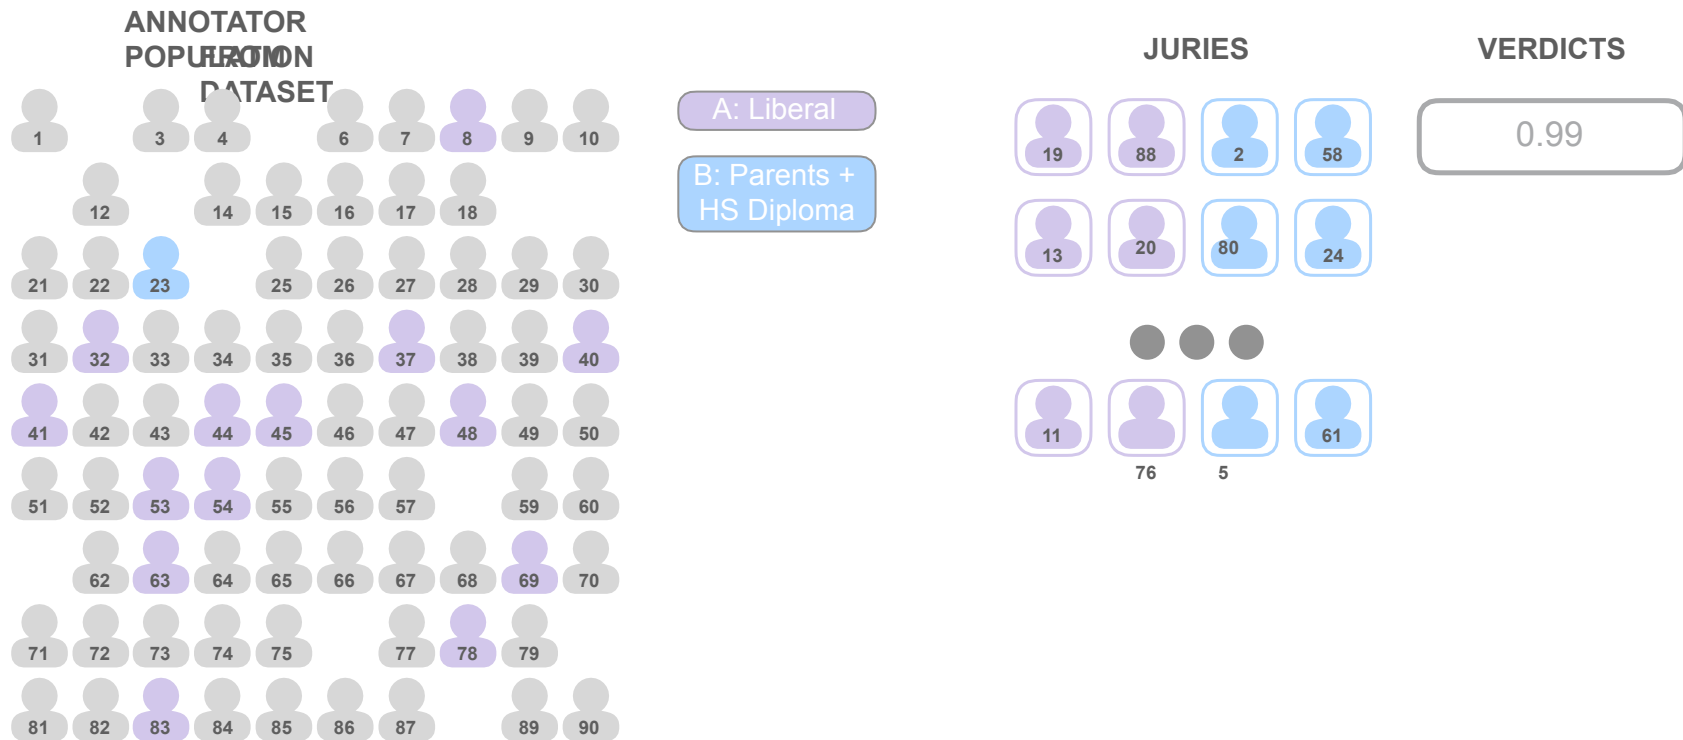 ANNOTATOR
POPULATION
FROM
DATASET
JURIES
VERDICTS
1 3 4 6 7 8 9 10
12 14 15 16 17 18
21 22 23 25 26 27 28 29 30
31 32 33 34 35 36 37 38 39 40
41 42 43 44 45 46 47 48 49 50
51 52 53 54 55 56 57 59 60
62 63 64 65 66 67 68 69 70
71 72 73 74 75 77 78 79
81 82 83 84 85 86 87 89 90
A: Liberal
B: Parents +
HS Diploma
19 88 2 58
13 20 80 24
11 61
76 5
0.99